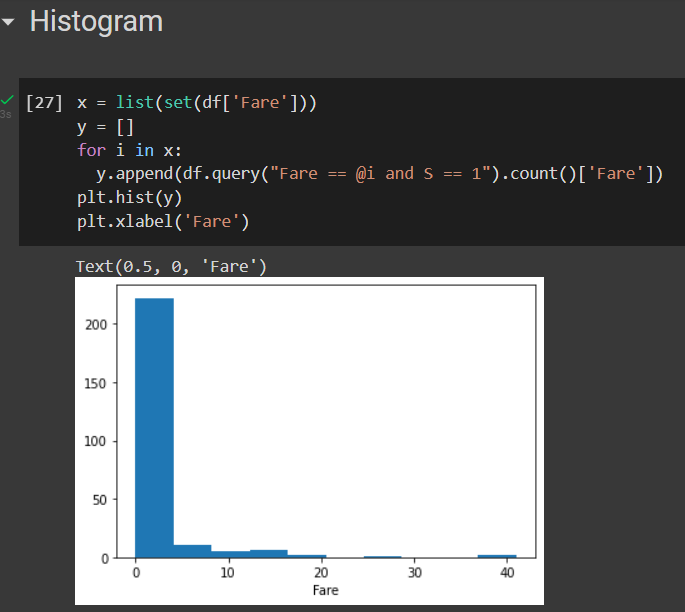 Histogram
[27] x = list(set(df['Fare']))
y = []
for i in x:
y.append(df.query("Fare == @i and S == 1").count()['Fare'])
plt.hist(y)
plt.xlabel('Fare')
3s
Text(0.5, 0, 'Fare')
200
150
100
50
0
0 10 20 30 40
Fare